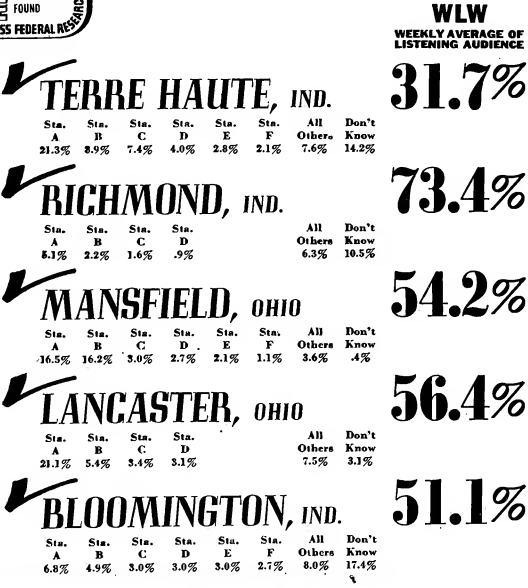 FOUND
SS FEDERAL RESEAR
WLW
WEEKLY AVERAGE OF
LISTENING AUDIENCE
TERRE HAUTE, IND. 31.7%
Sta. Sta. Sta. Sta. Sta. Sta. All Don't
A B C D E F Others Know
21.3% 8.9% 7.4% 4.0% 2.8% 2.1% 7.6% 14.2%
RICHMOND, IND. 73.4%
Sta. Sta. Sta. Sta. All Don't
A B C D Others Know
5.1% 2.2% 1.6% .9% 6.3% 10.5%
MANSFIELD, OHIO 54.2%
Sta. Sta. Sta. Sta. Sta. Sta. All Don't
A B C D E F Others Know
16.5% 16.2% 3.0% 2.7% 2.1% 1.1% 3.6% .4%
LANCASTER, OHIO 56.4%
Sta. Sta. Sta. Sta. All Don't
A B C D Others Know
21.1% 5.4% 3.4% 3.1% 7.5% 3.1%
BLOOMINGTON, IND. 51.1%
Sta. Sta. Sta. Sta. Sta. Sta. All Don't
A B C D E F Others Know
6.8% 4.9% 3.0% 3.0% 3.0% 2.7% 8.0% 17.4%